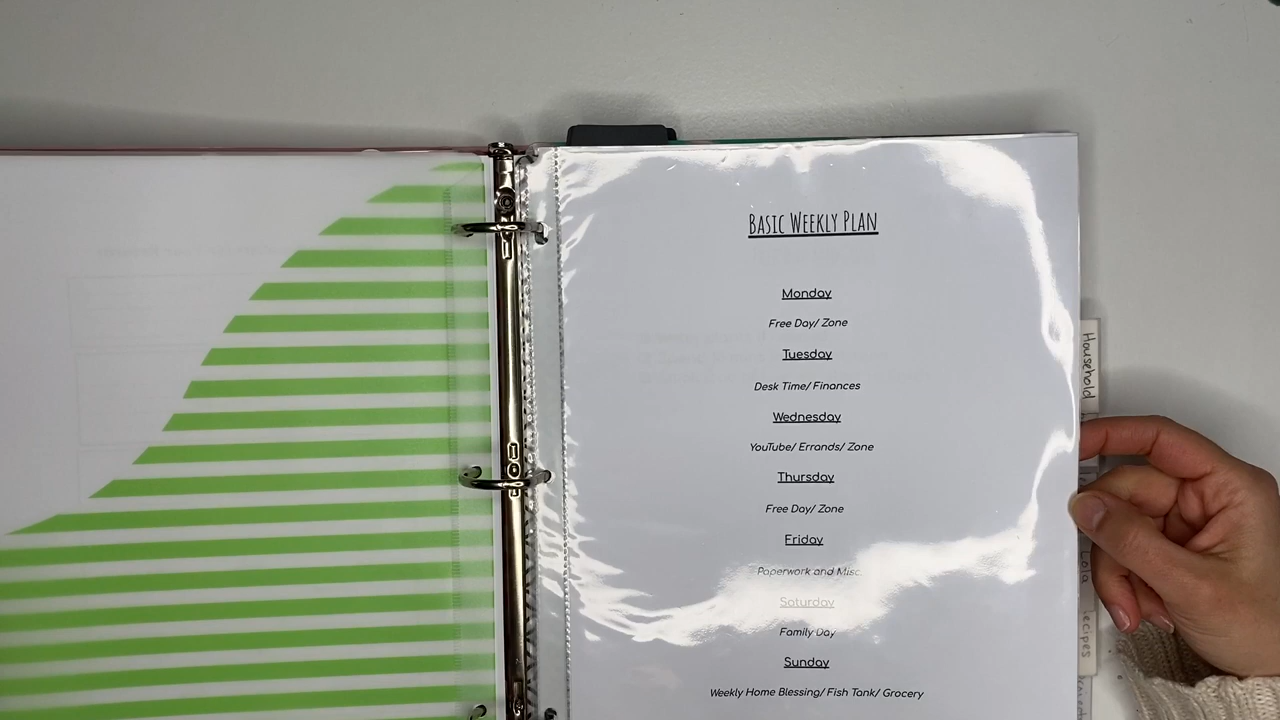 BASIC WEEKLY PLAN
Monday
Free Day/ Zone
Tuesday
Desk Time/ Finances
Wednesday
YouTube/ Errands/ Zone
Thursday
Free Day/ Zone
Friday
Paperwork and Misc.
Saturday
Family Day
Sunday
Weekly Home Blessing/ Fish Tank/ Grocery
Household
Lola